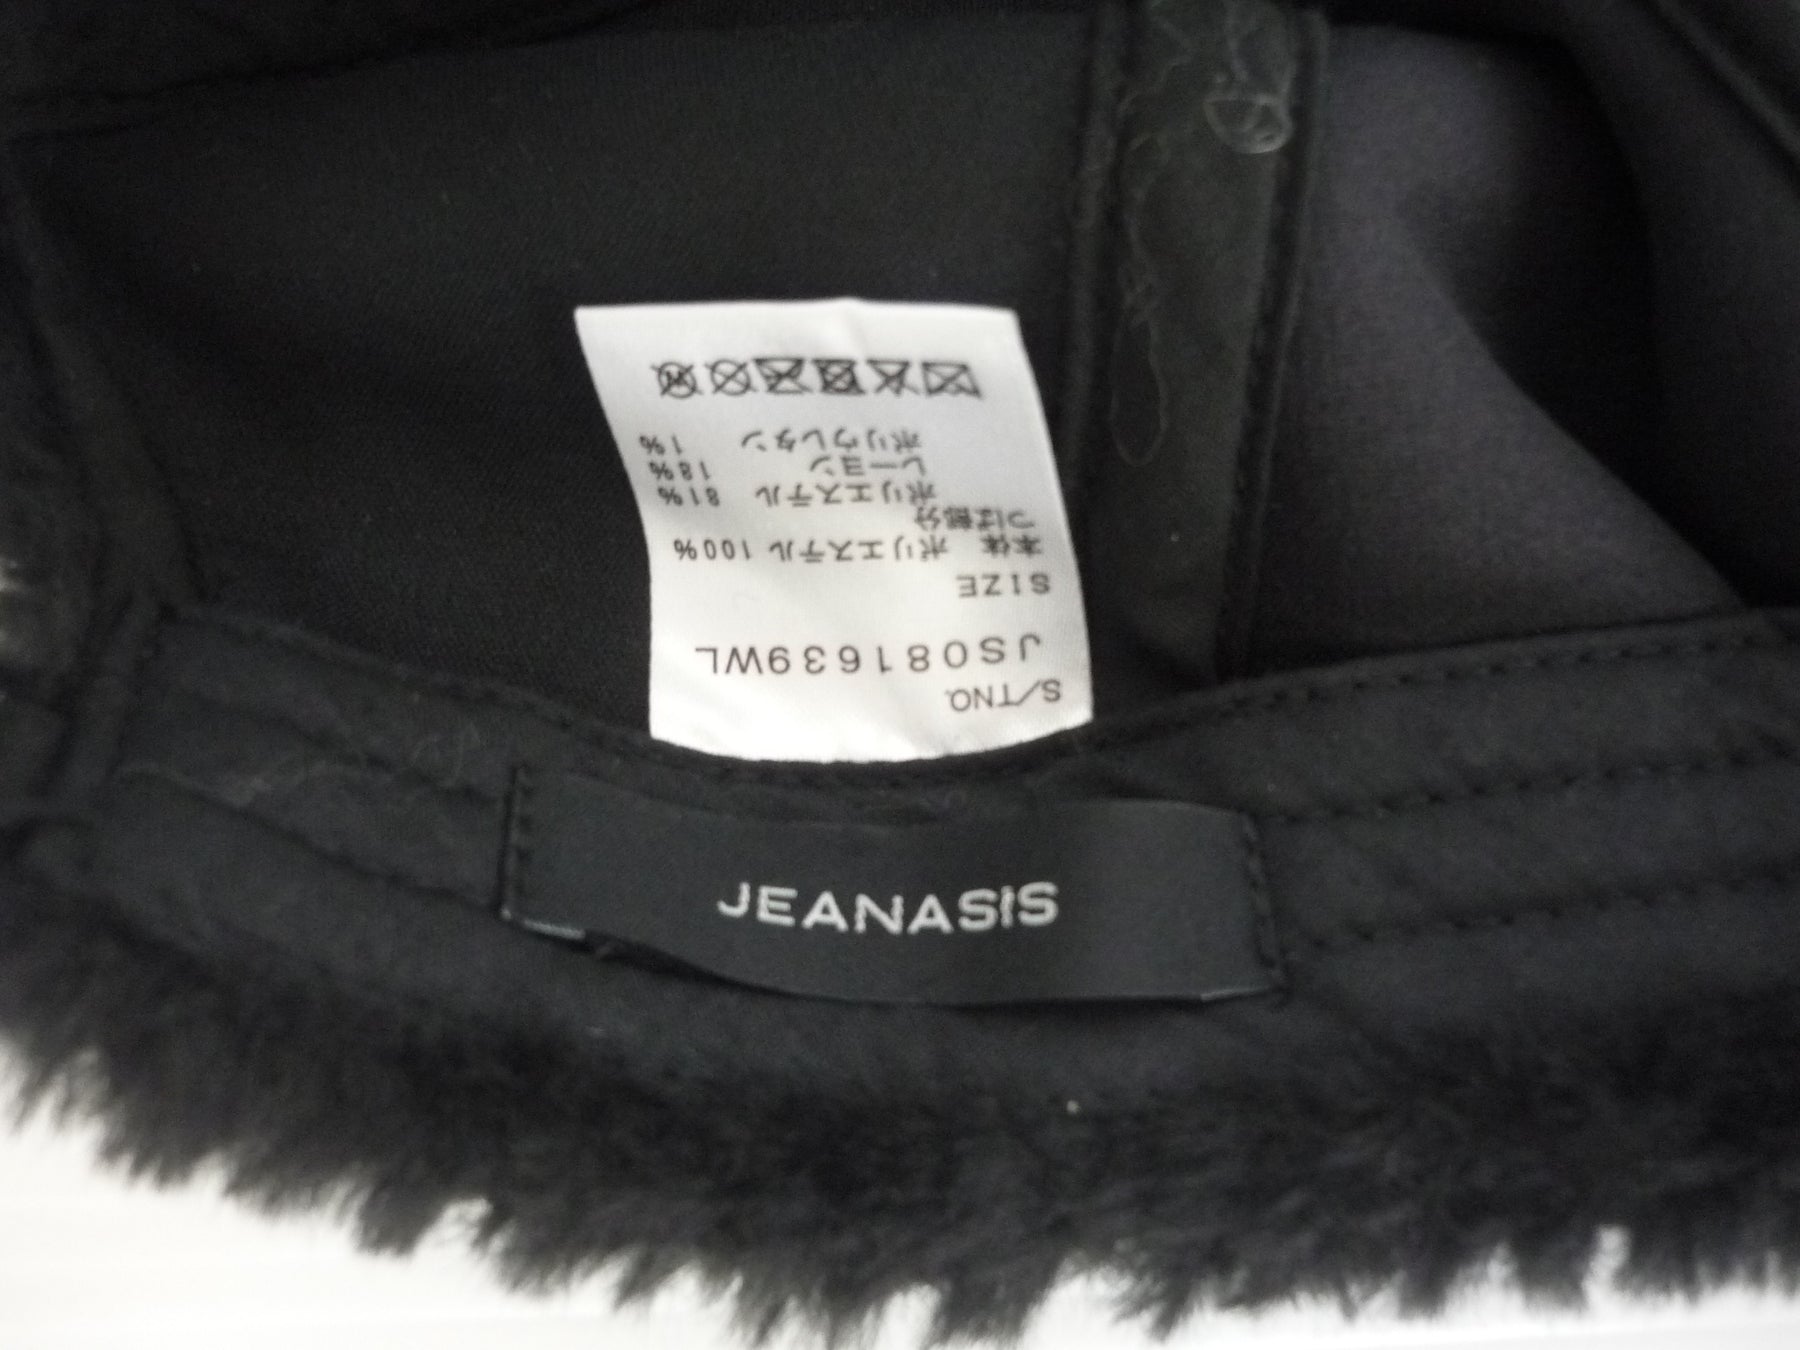 S/TNO.
JS081639WL
SIZE
本体 ポリエステル 100%
つば部分
ポリエステル 81%
レーヨン 18%
ポリウレタン 1%
JEANASIS